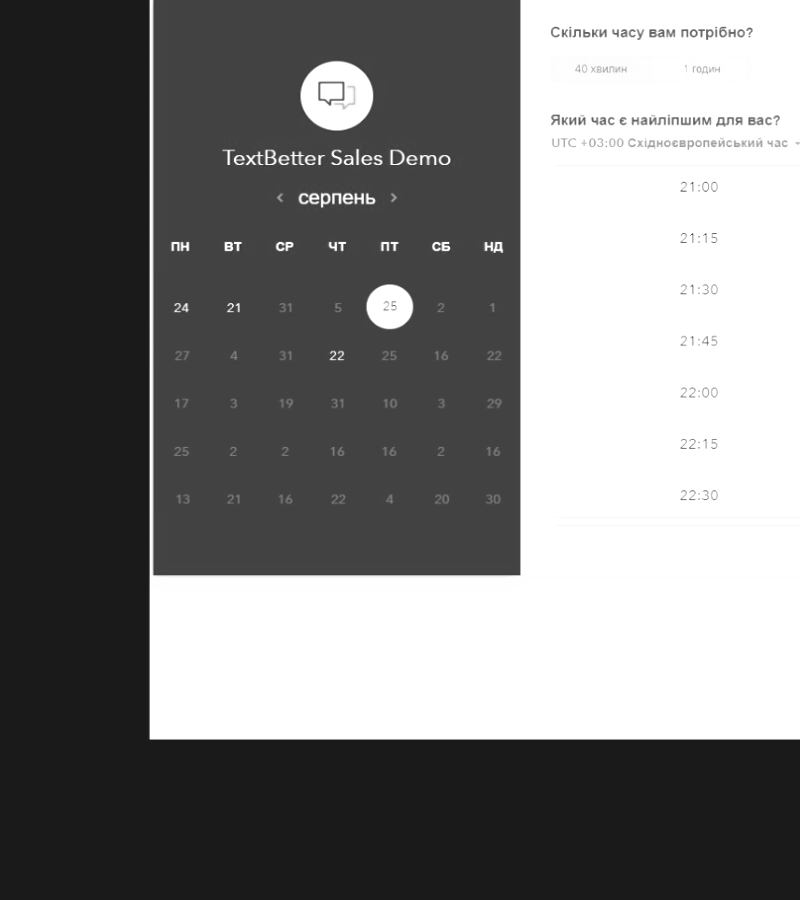 TextBetter Sales Demo
серпень
ПН ВТ СР ЧТ ПТ СБ НД
24 21 31 5 25 2 1
27 4 31 22 25 16 22
17 3 19 31 10 3 29
25 2 2 16 16 2 16
13 21 16 22 4 20 30
Скільки часу вам потрібно?
40 хвилин 1 годин
Який час є найліпшим для вас?
UTC +03:00 Східноєвропейський час
21:00
21:15
21:30
21:45
22:00
22:15
22:30